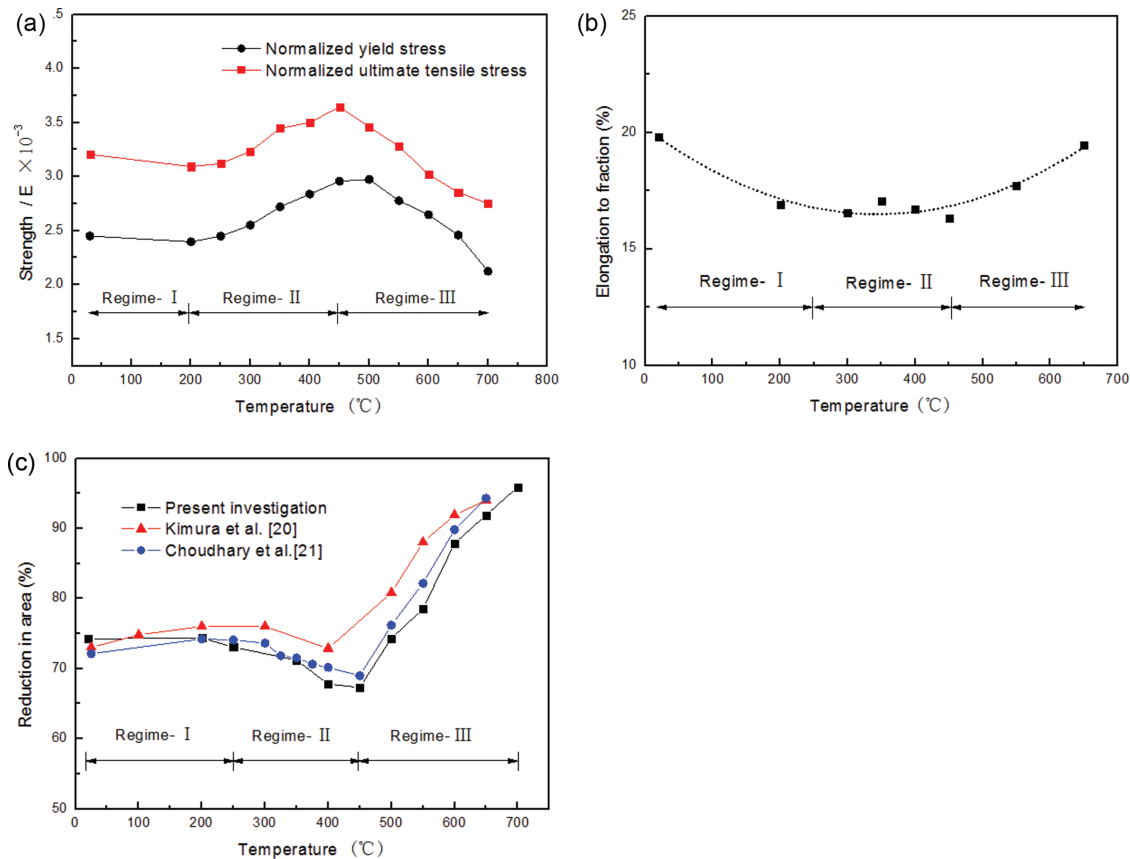 (a)
.5
4.0
3.5
3.0
2.5
2.0
1.5
Strength / E ×10⁻³
Normalized yield stress
Normalized ultimate tensile stress
Regime- Ⅰ Regime- Ⅱ Regime-Ⅲ
0 100 200 300 400 500 600 700 800
Temperature (℃)
(b)
25
20
15
10
Elongation to fraction (%)
Regime- Ⅰ Regime- Ⅱ Regime-Ⅲ
0 100 200 300 400 500 600 700
Temperature (℃)
(c)
100
90
80
70
60
50
Reduction in area (%)
Present investigation
Kimura et al. [20]
Choudhary et al.[21]
Regime- Ⅰ Regime- Ⅱ Regime-Ⅲ
0 100 200 300 400 500 600 700
Temperature (℃)